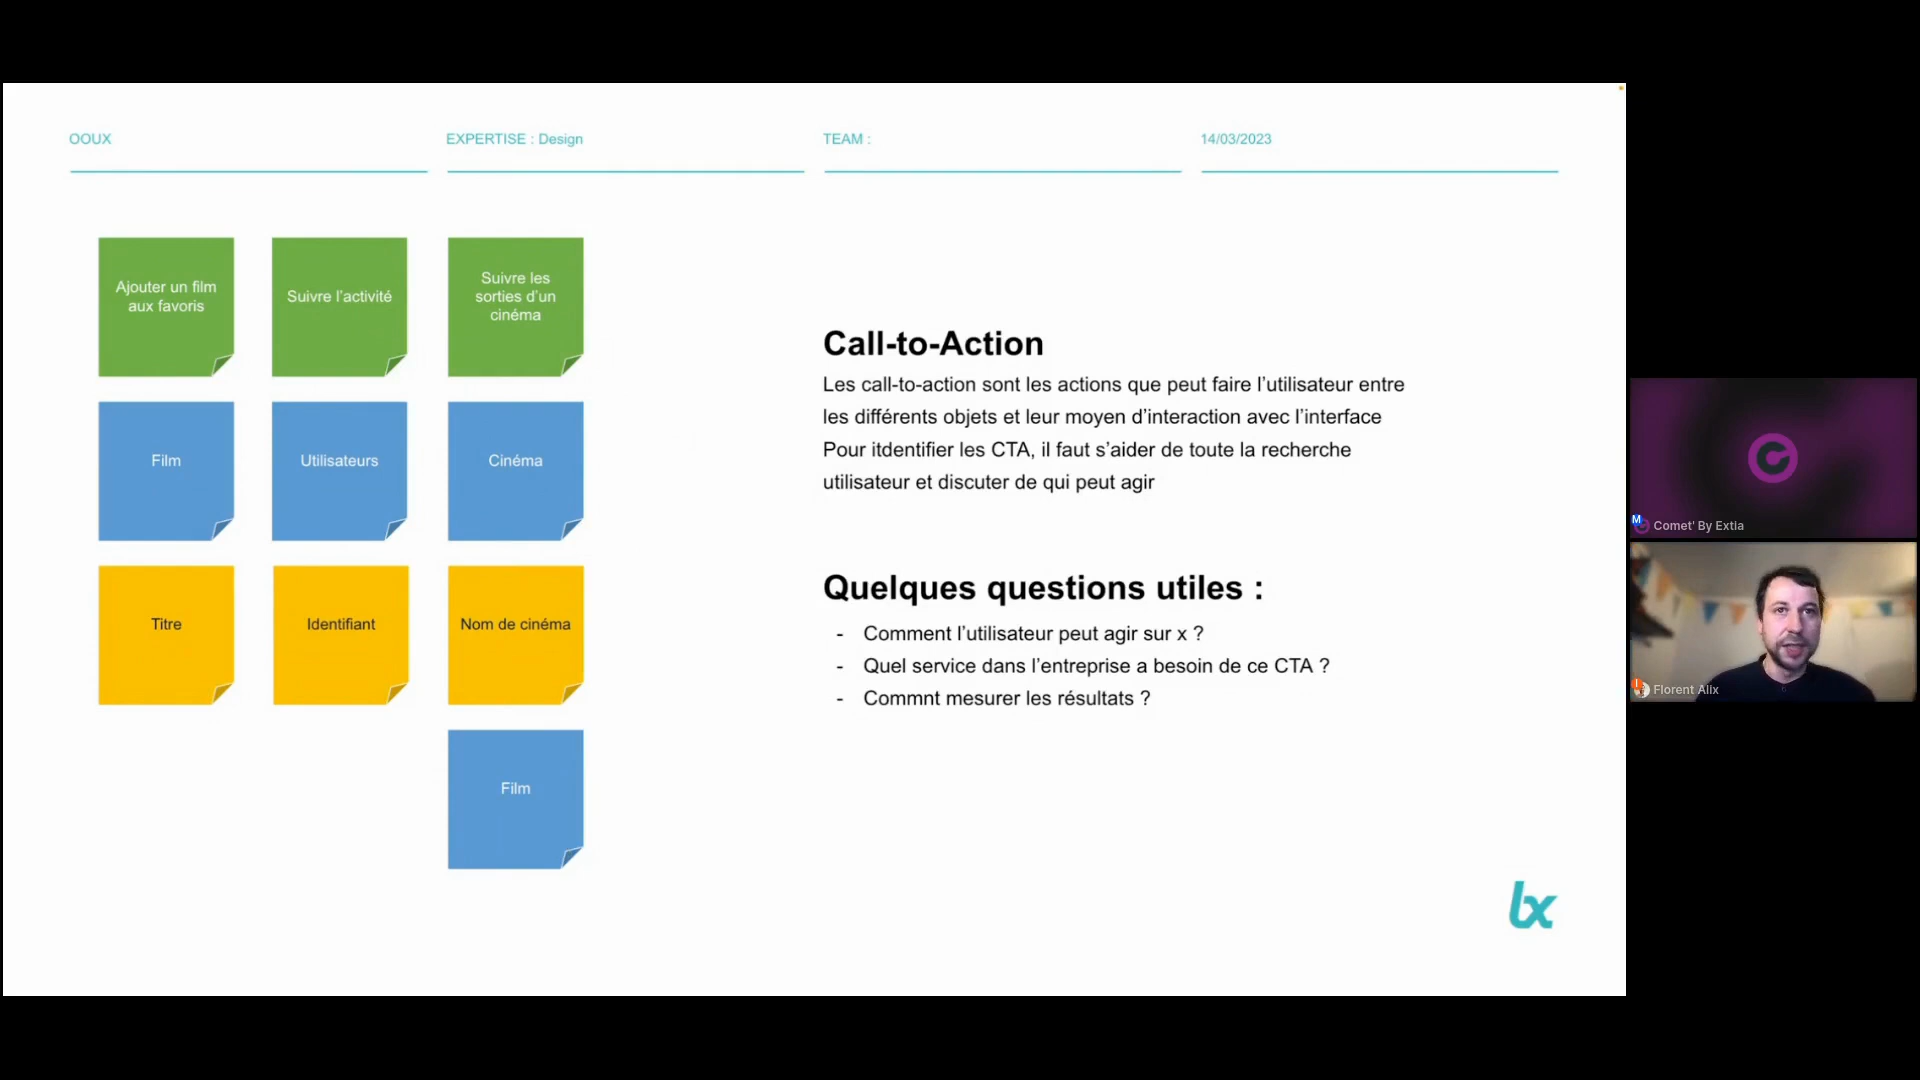 OOUX
EXPERTISE : Design
TEAM :
14/03/2023
Ajouter un film
aux favoris
Suivre l'activité
Suivre les
sorties d'un
cinéma
Film
Utilisateurs
Cinéma
Titre
Identifiant
Nom de cinéma
Film
Call-to-Action
Les call-to-action sont les actions que peut faire l'utilisateur entre
les différents objets et leur moyen d'interaction avec l'interface
Pour itdentifier les CTA, il faut s'aider de toute la recherche
utilisateur et discuter de qui peut agir
Quelques questions utiles :
- Comment l'utilisateur peut agir sur x ?
- Quel service dans l'entreprise a besoin de ce CTA ?
- Commnt mesurer les résultats ?
lx
M
Comet' By Extia
Florent Alix